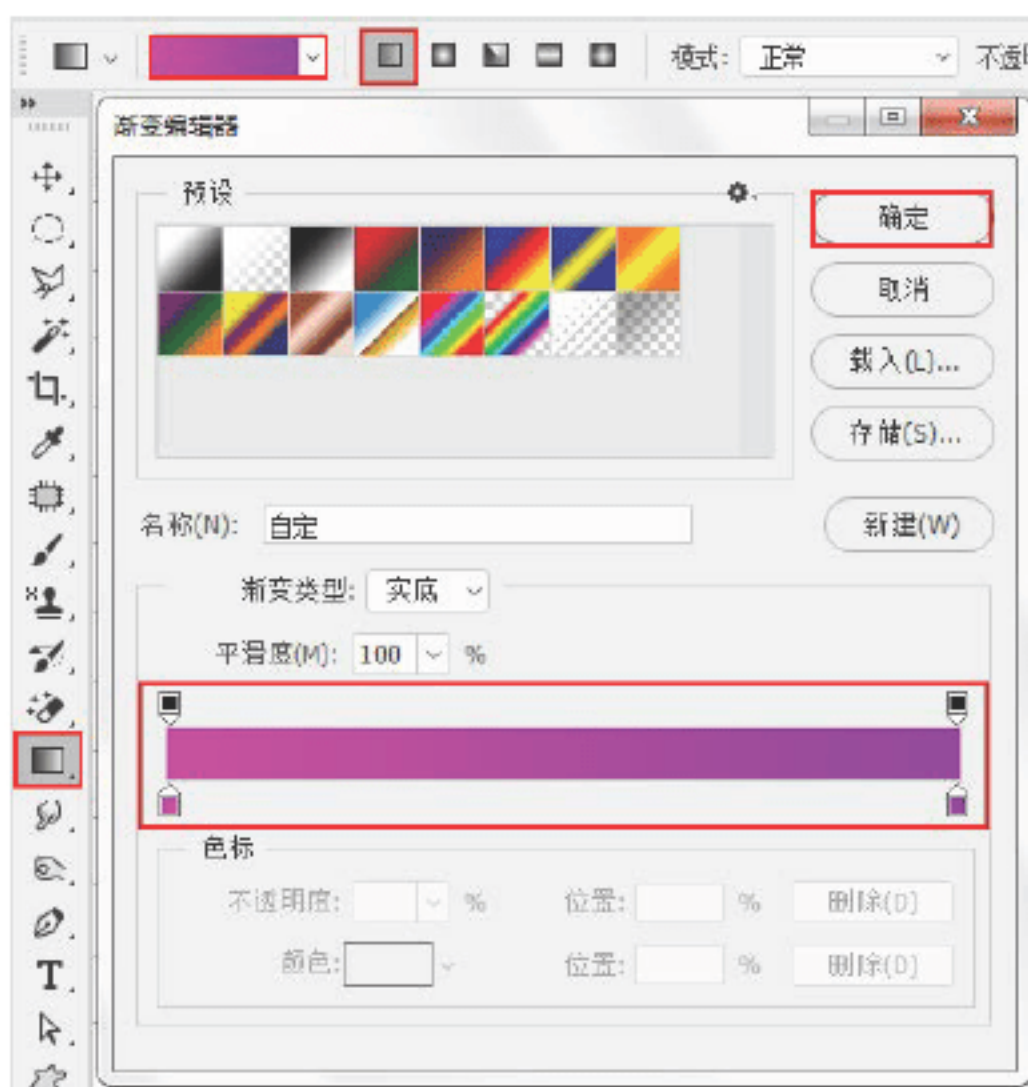 模式: 正常 不透明
渐变编辑器
预设
确定
取消
载入(L)...
存储(S)...
名称(N): 自定 新建(W)
渐变类型: 实底
平滑度(M): 100 %
色标
不透明度: % 位置: % 删除(D)
颜色: 位置: % 删除(D)